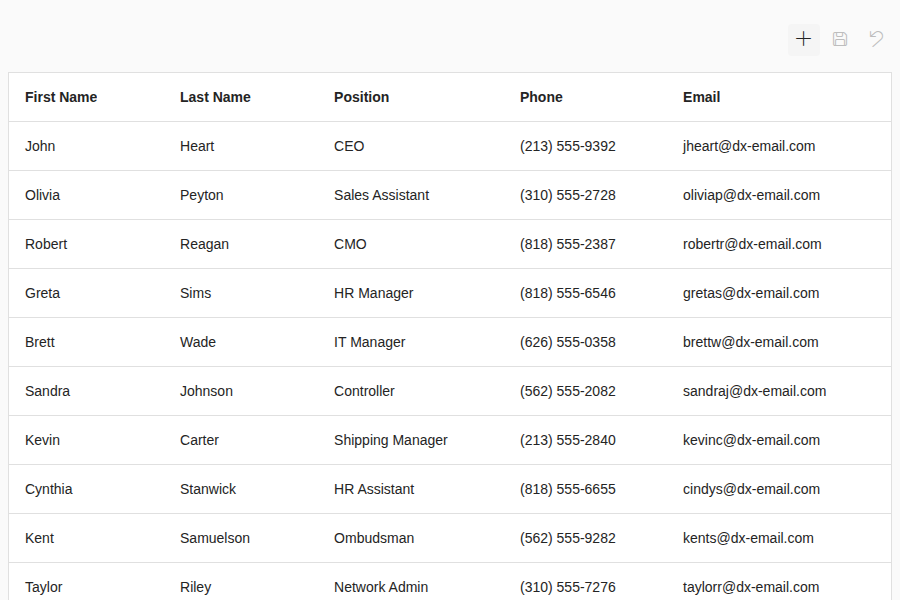 First Name Last Name Position Phone Email
John Heart CEO (213) 555-9392 jheart@dx-email.com
Olivia Peyton Sales Assistant (310) 555-2728 oliviap@dx-email.com
Robert Reagan CMO (818) 555-2387 robertr@dx-email.com
Greta Sims HR Manager (818) 555-6546 gretas@dx-email.com
Brett Wade IT Manager (626) 555-0358 brettw@dx-email.com
Sandra Johnson Controller (562) 555-2082 sandraj@dx-email.com
Kevin Carter Shipping Manager (213) 555-2840 kevinc@dx-email.com
Cynthia Stanwick HR Assistant (818) 555-6655 cindys@dx-email.com
Kent Samuelson Ombudsman (562) 555-9282 kents@dx-email.com
Taylor Riley Network Admin (310) 555-7276 taylorr@dx-email.com